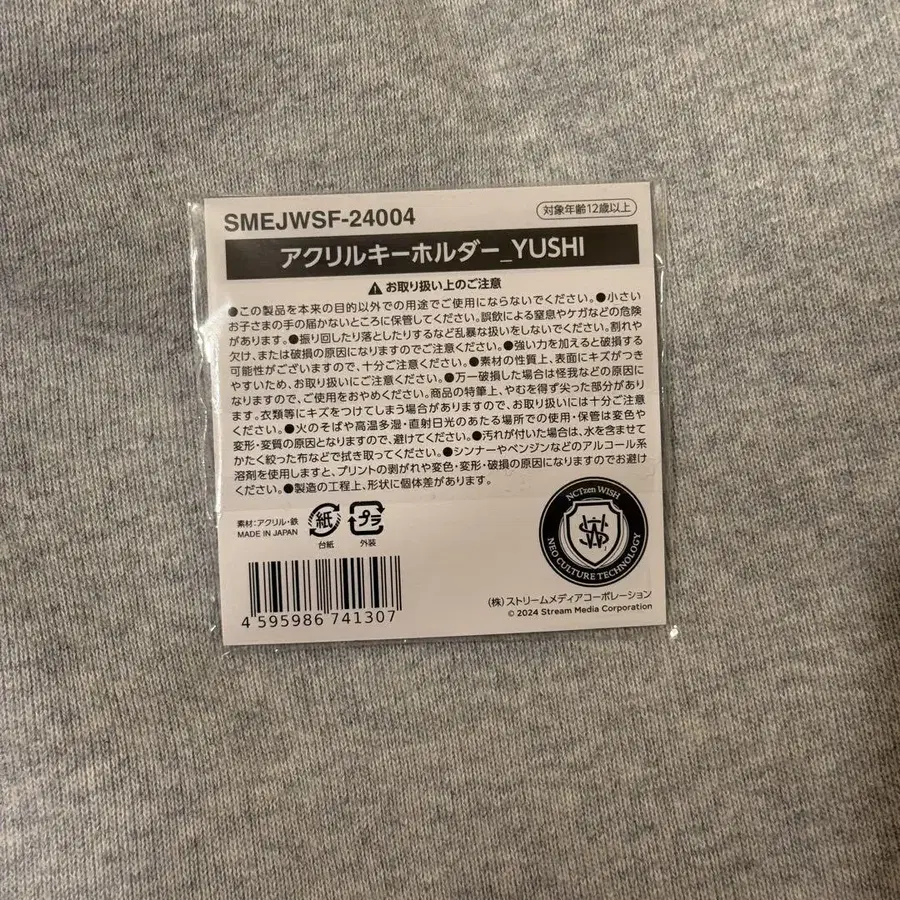 SMEJWSF-24004
対象年齢12歳以上
アクリルキーホルダー_YUSHI
お取り扱い上のご注意
●この製品を本来の目的以外での用途でご使用にならないでください。●小さい
お子さまの手の届かないところに保管してください。誤飲による窒息やケガなどの危険
があります。●振り回したり落としたりするなど乱暴な扱いをしないでください。割れや
欠け、または破損の原因になりますのでご注意ください。●強い力を加えると破損する
可能性がございますので、十分ご注意ください。●素材の性質上、表面にキズがつき
やすいため、お取り扱いにご注意ください。●万一破損した場合は怪我などの原因に
なりますので、ご使用をおやめください。商品の特筆上、やむを得ず尖った部分があり
ます。衣類等にキズをつけてしまう場合がありますので、お取り扱いには十分ご注意
ください。●火のそばや高温多湿・直射日光のあたる場所での使用・保管は変色や
変形・変質の原因となりますので、避けてください。●汚れが付いた場合は、水を含ませて
かたく絞った布などで拭き取ってください。●シンナーやベンジンなどのアルコール系
溶剤を使用しますと、プリントの剥がれや変色・変形・破損の原因になりますのでお避け
ください。●製造の工程上、形状に個体差があります。
素材:アクリル・鉄
MADE IN JAPAN
紙
台紙
プラ
外装
NCTzen WISH
NEO CULTURE TECHNOLOGY
4 595986 741307
(株)ストリームメディアコーポレーション
© 2024 Stream Media Corporation